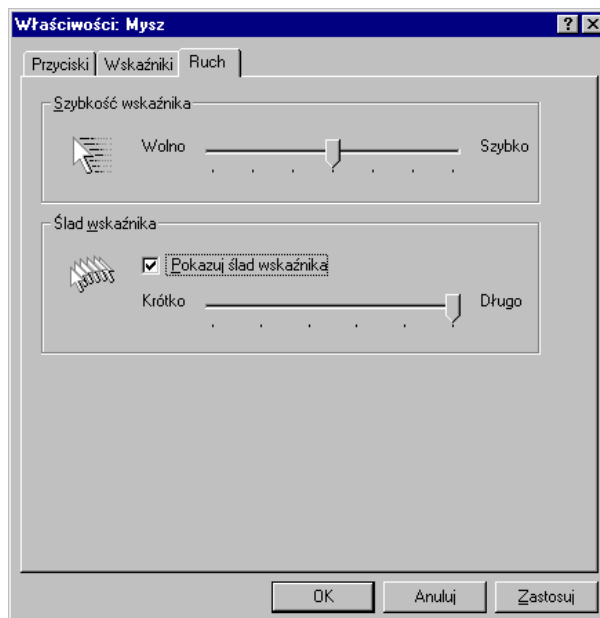 Właściwości: Mysz
Przyciski Wskaźniki Ruch
Szybkość wskaźnika
Wolno Szybko
Ślad wskaźnika
Pokazuj ślad wskaźnika
Krótko Długo
OK Anuluj Zastosuj